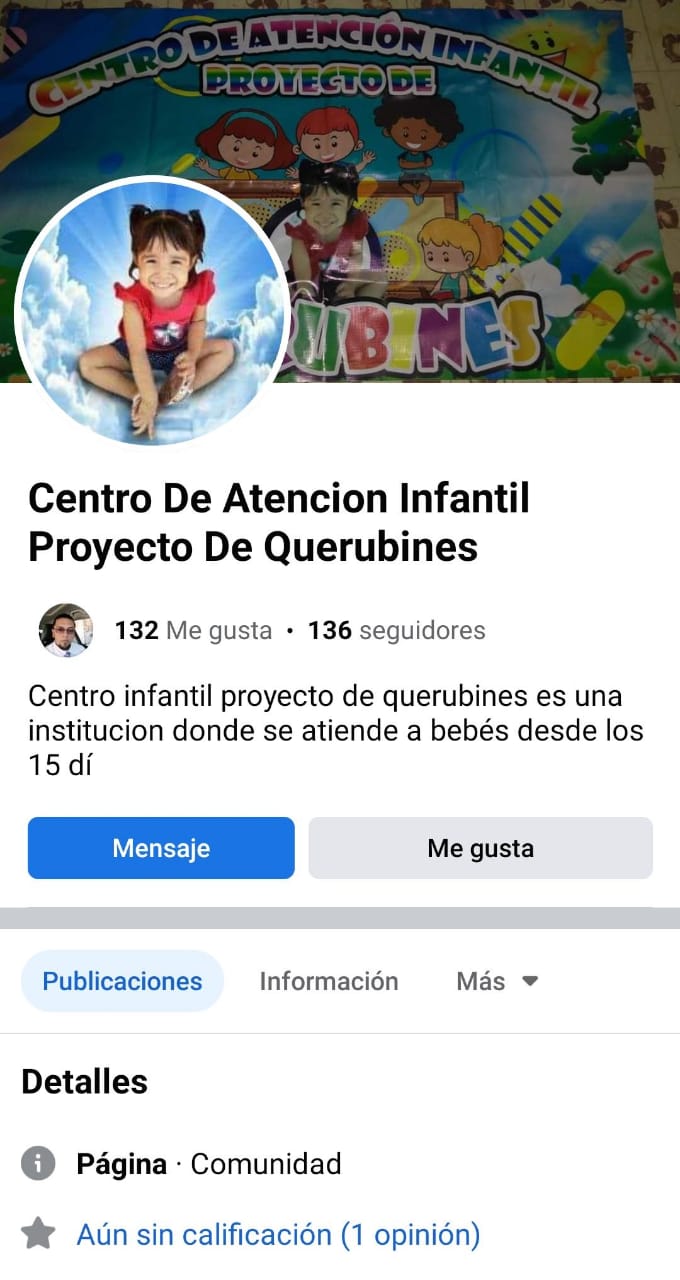 CENTRO DE ATENCIÓN INFANTIL
PROYECTO DE
UBINES
Centro De Atencion Infantil
Proyecto De Querubines
132 Me gusta · 136 seguidores
Centro infantil proyecto de querubines es una
institucion donde se atiende a bebés desde los
15 dí
Mensaje
Me gusta
Publicaciones Información Más
Detalles
Página · Comunidad
Aún sin calificación (1 opinión)